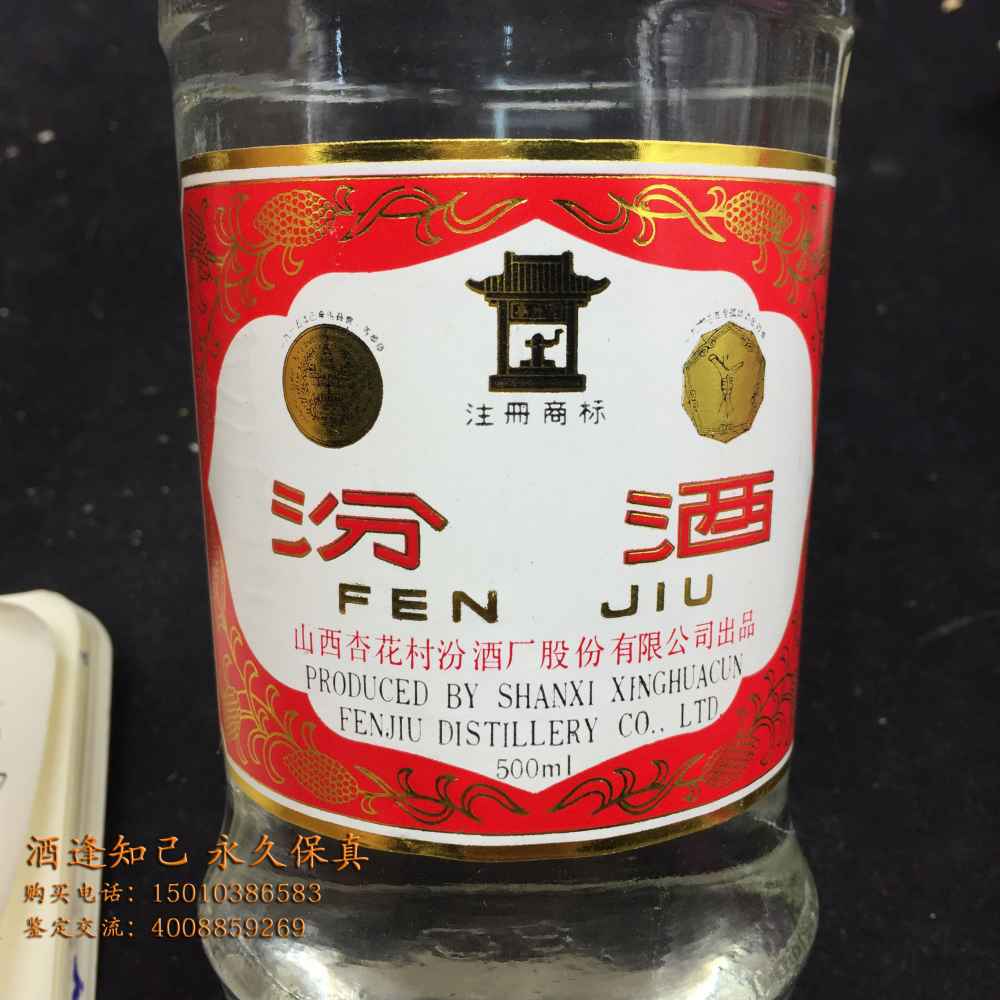 注冊商标
汾酒
FEN JIU
山西杏花村汾酒厂股份有限公司出品
PRODUCED BY SHANXI XINGHUACUN
FENJIU DISTILLERY CO., LTD.
500ml
酒逢知己 永久保真
购买电话：15010386583
鉴定交流：4008859269